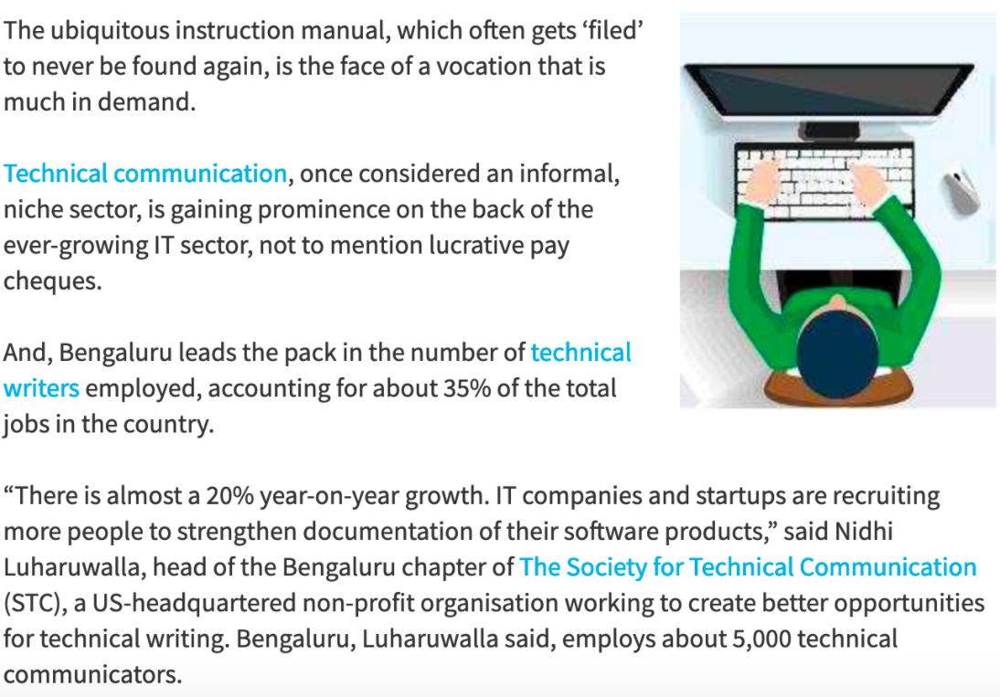 The ubiquitous instruction manual, which often gets ‘filed’
to never be found again, is the face of a vocation that is
much in demand.
Technical communication, once considered an informal,
niche sector, is gaining prominence on the back of the
ever-growing IT sector, not to mention lucrative pay
cheques.
And, Bengaluru leads the pack in the number of technical
writers employed, accounting for about 35% of the total
jobs in the country.
“There is almost a 20% year-on-year growth. IT companies and startups are recruiting
more people to strengthen documentation of their software products,” said Nidhi
Luharuwalla, head of the Bengaluru chapter of The Society for Technical Communication
(STC), a US-headquartered non-profit organisation working to create better opportunities
for technical writing. Bengaluru, Luharuwalla said, employs about 5,000 technical
communicators.